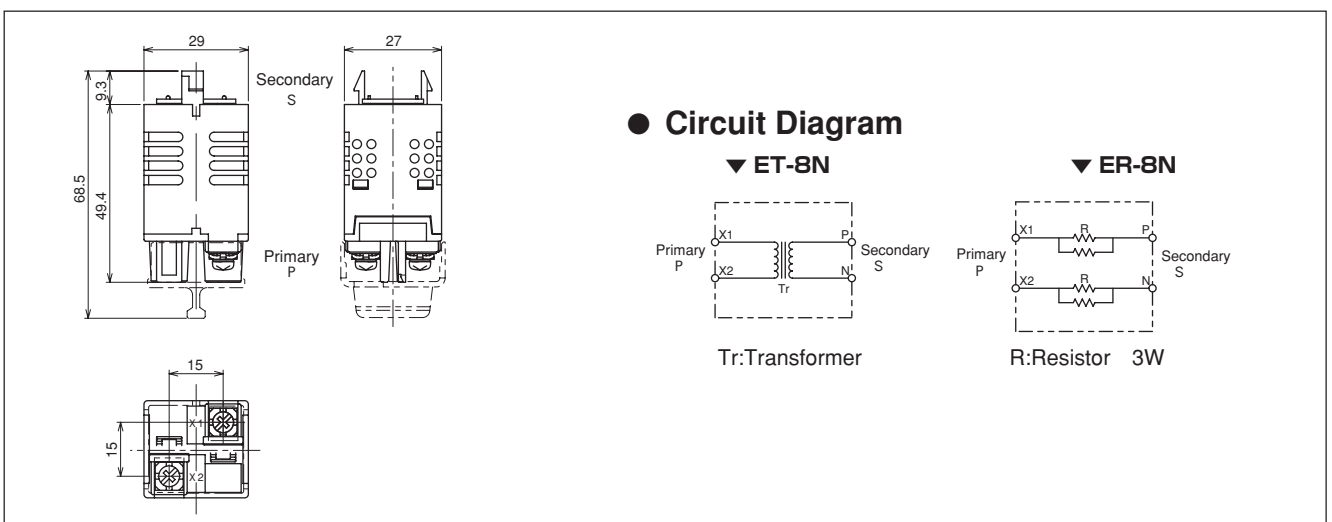 29
27
9.3
Secondary
S
68.5
49.4
Primary
P
15
15
X1
X2
● Circuit Diagram
▼ ET-8N
Primary
P
X1
X2
Tr
P
N
Secondary
S
Tr:Transformer
▼ ER-8N
Primary
P
X1
R
P
X2
R
N
Secondary
S
R:Resistor 3W